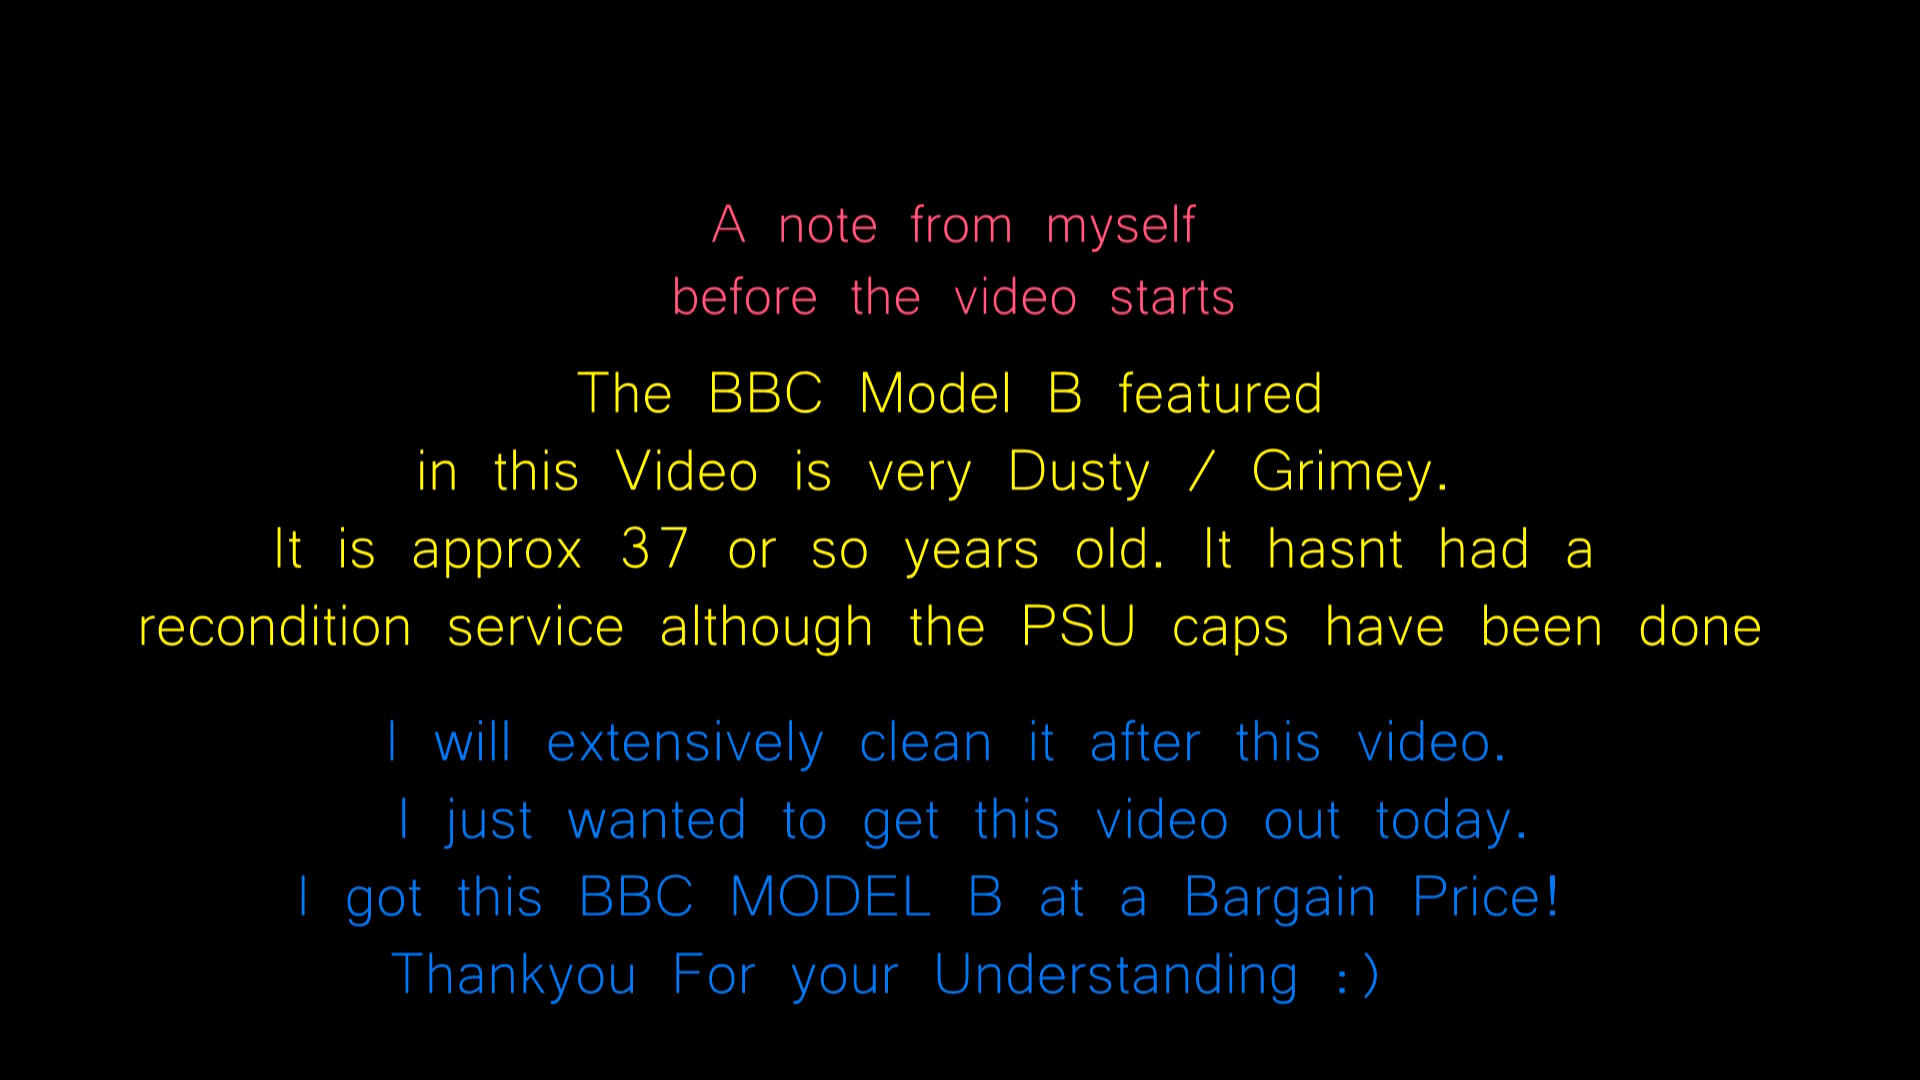 A note from myself
before the video starts
The BBC Model B featured
in this Video is very Dusty / Grimey.
It is approx 37 or so years old. It hasnt had a
recondition service although the PSU caps have been done
I will extensively clean it after this video.
I just wanted to get this video out today.
I got this BBC MODEL B at a Bargain Price!
Thankyou For your Understanding :)